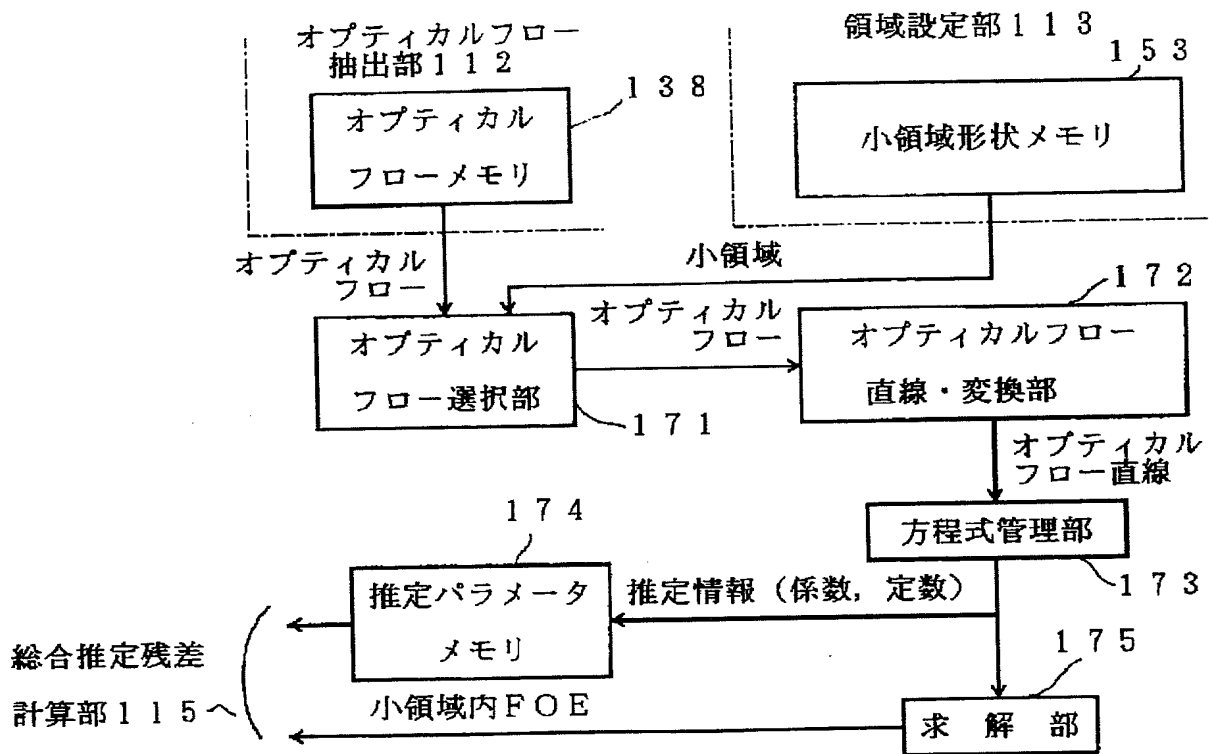 オプティカルフロー
抽出部112
領域設定部113
138
153
オプティカル
フローメモリ
小領域形状メモリ
オプティカル
フロー
小領域
172
オプティカル
フロー選択部
171
オプティカル
フロー
オプティカルフロー
直線・変換部
オプティカル
フロー直線
方程式管理部
173
174
推定パラメータ
メモリ
推定情報(係数,定数)
175
総合推定残差
計算部115へ
小領域内FOE
求解部